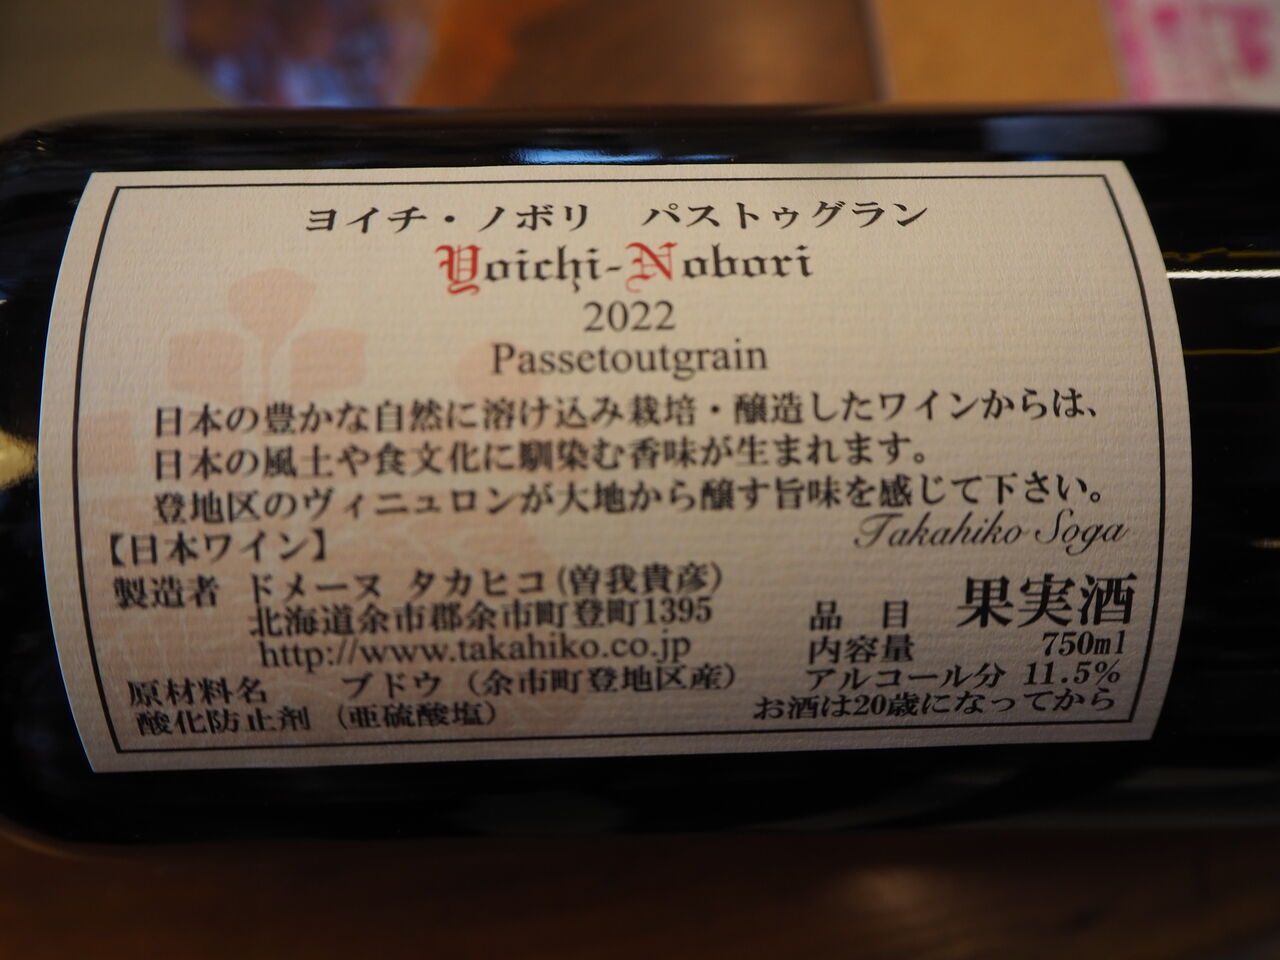 ヨイチ・ノボリ　パストゥグラン
Yoichi-Nobori
2022
Passetoutgrain
日本の豊かな自然に溶け込み栽培・醸造したワインからは、
日本の風土や食文化に馴染む香味が生まれます。
登地区のヴィニュロンが大地から醸す旨味を感じて下さい。
Takahiko Soga
【日本ワイン】
製造者　ドメーヌ タカヒコ(曽我貴彦)
北海道余市郡余市町登町1395
http://www.takahiko.co.jp
原材料名　ブドウ（余市町登地区産）
酸化防止剤（亜硫酸塩）
品　目　果実酒
内容量　750ml
アルコール分 11.5%
お酒は20歳になってから